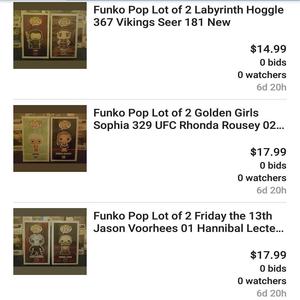 Funko Pop Lot of 2 Labyrinth Hoggle
367 Vikings Seer 181 New
$14.99
0 bids
0 watchers
6d 20h
Funko Pop Lot of 2 Golden Girls
Sophia 329 UFC Rhonda Rousey 02...
$17.99
0 bids
0 watchers
6d 20h
Funko Pop Lot of 2 Friday the 13th
Jason Voorhees 01 Hannibal Lecte...
$17.99
0 bids
0 watchers
6d 20h